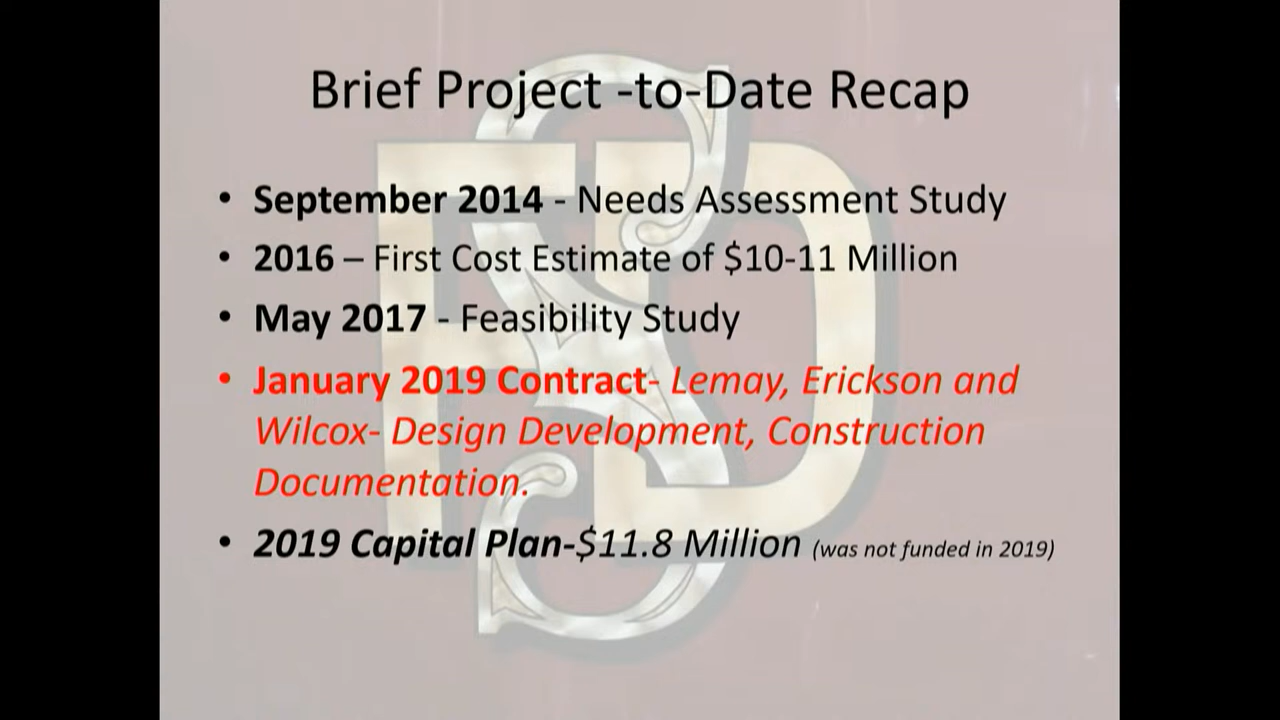 Brief Project -to-Date Recap
• September 2014 - Needs Assessment Study
• 2016 – First Cost Estimate of $10-11 Million
• May 2017 - Feasibility Study
• January 2019 Contract- Lemay, Erickson and
Wilcox- Design Development, Construction
Documentation.
• 2019 Capital Plan-$11.8 Million (was not funded in 2019)
FSD